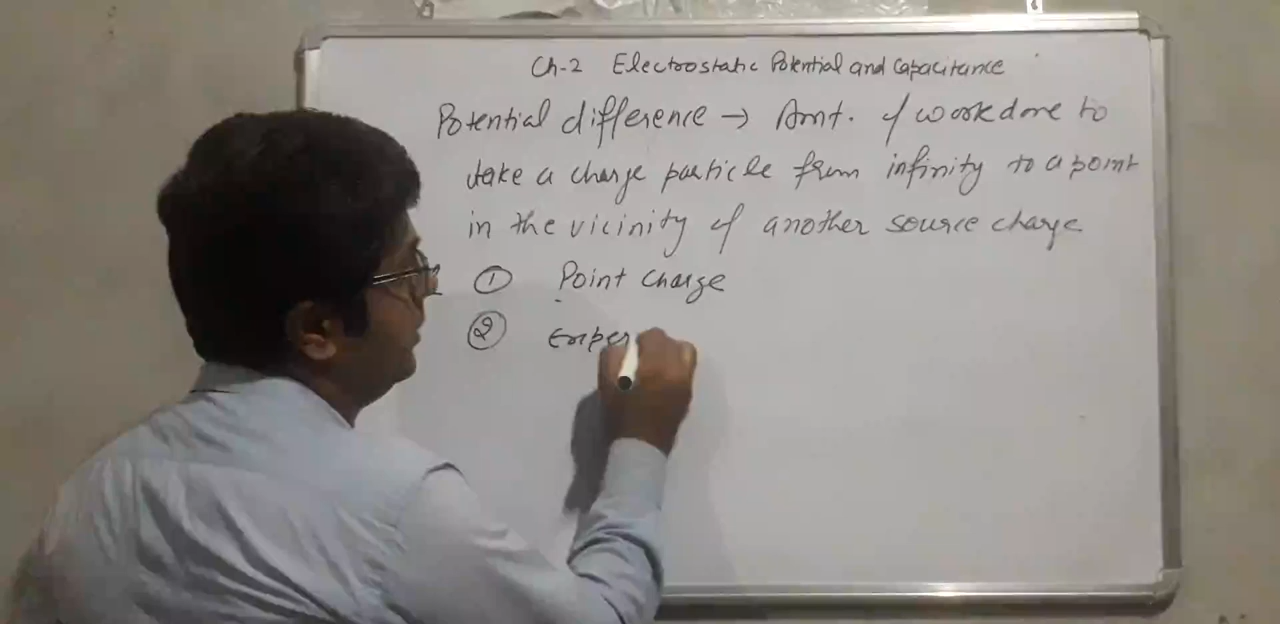 Ch-2 Electrostatic Potential and Capacitance
Potential difference → Amt. of work done to
take a charge particle from infinity to a point
in the vicinity of another source charge
① Point charge
② Exper